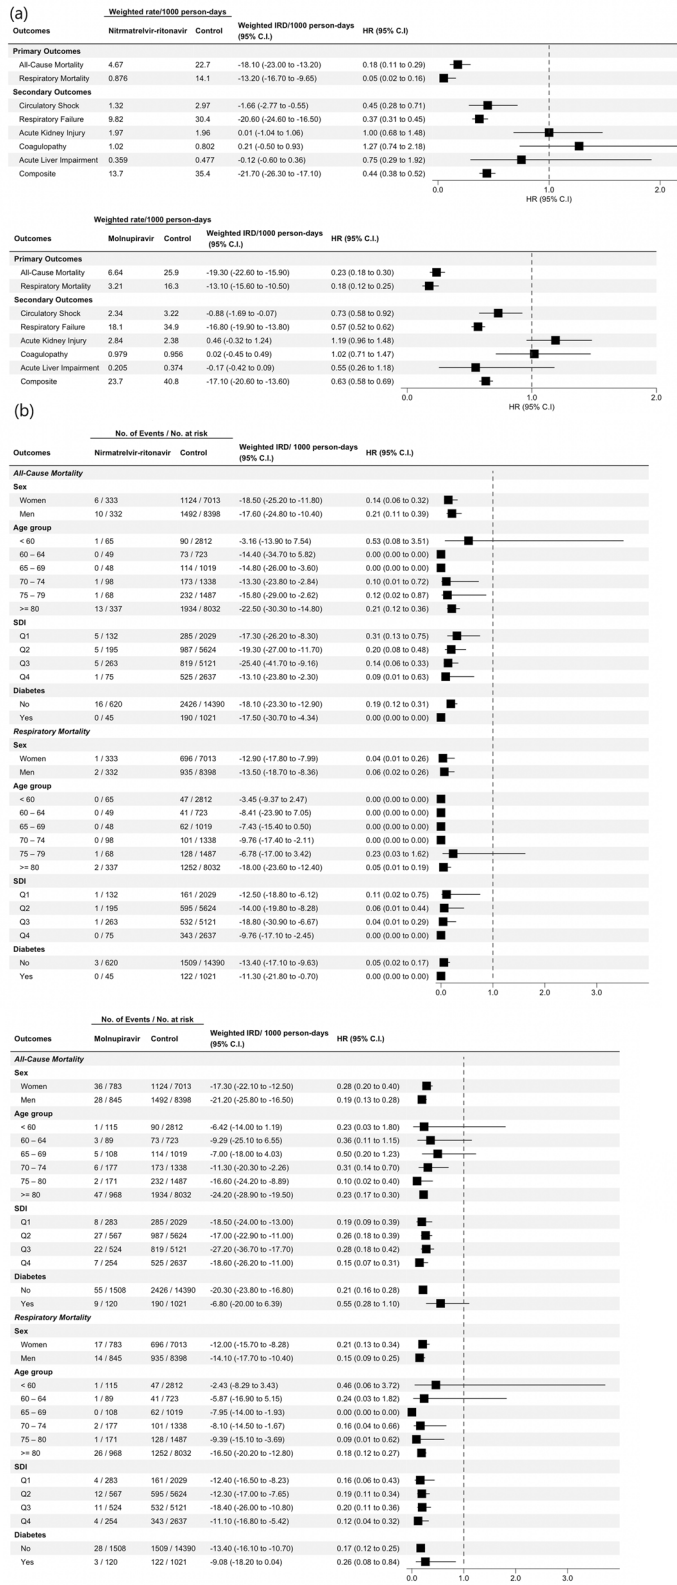 (a)
Weighted rate/1000 person-days
Outcomes Nitrmatrelvir-ritonavir Control Weighted IRD/1000 person-days (95% C.I.) HR (95% C.I.)
Primary Outcomes
All-Cause Mortality 4.67 22.7 -18.10 (-23.00 to -13.20) 0.18 (0.11 to 0.29)
Respiratory Mortality 0.876 14.1 -13.20 (-16.70 to -9.65) 0.05 (0.02 to 0.16)
Secondary Outcomes
Circulatory Shock 1.32 2.97 -1.66 (-2.77 to -0.55) 0.45 (0.28 to 0.71)
Respiratory Failure 9.82 30.4 -20.60 (-24.60 to -16.50) 0.37 (0.31 to 0.45)
Acute Kidney Injury 1.97 1.96 0.01 (-1.04 to 1.06) 1.00 (0.68 to 1.48)
Coagulopathy 1.02 0.802 0.21 (-0.50 to 0.93) 1.27 (0.74 to 2.18)
Acute Liver Impairment 0.359 0.477 -0.12 (-0.60 to 0.36) 0.75 (0.29 to 1.92)
Composite 13.7 35.4 -21.70 (-26.30 to -17.10) 0.44 (0.38 to 0.52)
0.0 1.0 2.0
HR (95% C.I)
Weighted rate/1000 person-days
Outcomes Molnupiravir Control Weighted IRD/1000 person-days (95% C.I.) HR (95% C.I.)
Primary Outcomes
All-Cause Mortality 6.64 25.9 -19.30 (-22.60 to -15.90) 0.23 (0.18 to 0.30)
Respiratory Mortality 3.21 16.3 -13.10 (-15.60 to -10.50) 0.18 (0.12 to 0.25)
Secondary Outcomes
Circulatory Shock 2.34 3.22 -0.88 (-1.69 to -0.07) 0.73 (0.58 to 0.92)
Respiratory Failure 18.1 34.9 -16.80 (-19.90 to -13.80) 0.57 (0.52 to 0.62)
Acute Kidney Injury 2.84 2.38 0.46 (-0.32 to 1.24) 1.19 (0.96 to 1.48)
Coagulopathy 0.979 0.956 0.02 (-0.45 to 0.49) 1.02 (0.71 to 1.47)
Acute Liver Impairment 0.205 0.374 -0.17 (-0.42 to 0.09) 0.55 (0.26 to 1.18)
Composite 23.7 40.8 -17.10 (-20.60 to -13.60) 0.63 (0.58 to 0.69)
0.0 1.0 2.0
HR (95% C.I)
(b)
No. of Events / No. at risk
Outcomes Nirmatrelvir-ritonavir Control Weighted IRD/ 1000 person-days (95% C.I.) HR (95% C.I.)
All-Cause Mortality
Sex
Women 6 / 333 1124 / 7013 -18.50 (-25.20 to -11.80) 0.14 (0.06 to 0.32)
Men 10 / 332 1492 / 8398 -17.60 (-24.80 to -10.40) 0.21 (0.11 to 0.39)
Age group
< 60 1 / 65 90 / 2812 -3.16 (-13.90 to 7.54) 0.53 (0.08 to 3.51)
60 – 64 0 / 49 73 / 723 -14.40 (-34.70 to 5.82) 0.00 (0.00 to 0.00)
65 – 69 0 / 48 114 / 1019 -14.80 (-26.00 to -3.60) 0.00 (0.00 to 0.00)
70 – 74 1 / 98 173 / 1338 -13.30 (-23.80 to -2.84) 0.10 (0.01 to 0.72)
75 – 79 1 / 68 232 / 1487 -15.80 (-29.00 to -2.62) 0.12 (0.02 to 0.87)
>= 80 13 / 337 1934 / 8032 -22.50 (-30.30 to -14.80) 0.21 (0.12 to 0.36)
SDI
Q1 5 / 132 285 / 2029 -17.30 (-26.20 to -8.30) 0.31 (0.13 to 0.75)
Q2 5 / 195 987 / 5624 -19.30 (-27.00 to -11.70) 0.20 (0.08 to 0.48)
Q3 5 / 263 819 / 5121 -25.40 (-41.70 to -9.16) 0.14 (0.06 to 0.33)
Q4 1 / 75 525 / 2637 -13.10 (-23.80 to -2.30) 0.09 (0.01 to 0.63)
Diabetes
No 16 / 620 2426 / 14390 -18.10 (-23.30 to -12.90) 0.19 (0.12 to 0.31)
Yes 0 / 45 190 / 1021 -17.50 (-30.70 to -4.34) 0.00 (0.00 to 0.00)
Respiratory Mortality
Sex
Women 1 / 333 696 / 7013 -12.90 (-17.80 to -7.99) 0.04 (0.01 to 0.26)
Men 2 / 332 935 / 8398 -13.50 (-18.70 to -8.36) 0.06 (0.02 to 0.26)
Age group
< 60 0 / 65 47 / 2812 -3.45 (-9.37 to 2.47) 0.00 (0.00 to 0.00)
60 – 64 0 / 49 41 / 723 -8.41 (-23.90 to 7.05) 0.00 (0.00 to 0.00)
65 – 69 0 / 48 62 / 1019 -7.43 (-15.40 to 0.50) 0.00 (0.00 to 0.00)
70 – 74 0 / 98 101 / 1338 -9.76 (-17.40 to -2.11) 0.00 (0.00 to 0.00)
75 – 79 1 / 68 128 / 1487 -6.78 (-17.00 to 3.42) 0.23 (0.03 to 1.62)
>= 80 2 / 337 1252 / 8032 -18.00 (-23.60 to -12.40) 0.05 (0.01 to 0.19)
SDI
Q1 1 / 132 161 / 2029 -12.50 (-18.80 to -6.12) 0.11 (0.02 to 0.75)
Q2 1 / 195 595 / 5624 -14.00 (-19.80 to -8.28) 0.06 (0.01 to 0.44)
Q3 1 / 263 532 / 5121 -18.80 (-30.90 to -6.67) 0.04 (0.01 to 0.29)
Q4 0 / 75 343 / 2637 -9.76 (-17.10 to -2.45) 0.00 (0.00 to 0.00)
Diabetes
No 3 / 620 1509 / 14390 -13.40 (-17.10 to -9.63) 0.05 (0.02 to 0.17)
Yes 0 / 45 122 / 1021 -11.30 (-21.80 to -0.70) 0.00 (0.00 to 0.00)
0.0 1.0 2.0 3.0
No. of Events / No. at risk
Outcomes Molnupiravir Control Weighted IRD/ 1000 person-days (95% C.I.) HR (95% C.I.)
All-Cause Mortality
Sex
Women 36 / 783 1124 / 7013 -17.30 (-22.10 to -12.50) 0.28 (0.20 to 0.40)
Men 28 / 845 1492 / 8398 -21.20 (-25.80 to -16.50) 0.19 (0.13 to 0.28)
Age group
< 60 1 / 115 90 / 2812 -6.42 (-14.00 to 1.19) 0.23 (0.03 to 1.80)
60 – 64 3 / 89 73 / 723 -9.29 (-25.10 to 6.55) 0.36 (0.11 to 1.15)
65 – 69 5 / 108 114 / 1019 -7.00 (-18.00 to 4.03) 0.50 (0.20 to 1.23)
70 – 74 6 / 177 173 / 1338 -11.30 (-20.30 to -2.26) 0.31 (0.14 to 0.70)
75 – 80 2 / 171 232 / 1487 -16.60 (-24.20 to -8.89) 0.10 (0.02 to 0.40)
>= 80 47 / 968 1934 / 8032 -24.20 (-28.90 to -19.50) 0.23 (0.17 to 0.30)
SDI
Q1 8 / 283 285 / 2029 -18.50 (-24.00 to -13.00) 0.19 (0.09 to 0.39)
Q2 27 / 567 987 / 5624 -17.00 (-22.90 to -11.00) 0.26 (0.18 to 0.39)
Q3 22 / 524 819 / 5121 -27.20 (-36.70 to -17.70) 0.28 (0.18 to 0.42)
Q4 7 / 254 525 / 2637 -18.60 (-26.20 to -11.00) 0.15 (0.07 to 0.31)
Diabetes
No 55 / 1508 2426 / 14390 -20.30 (-23.80 to -16.80) 0.21 (0.16 to 0.28)
Yes 9 / 120 190 / 1021 -6.80 (-20.00 to 6.39) 0.55 (0.28 to 1.10)
Respiratory Mortality
Sex
Women 17 / 783 696 / 7013 -12.00 (-15.70 to -8.28) 0.21 (0.13 to 0.34)
Men 14 / 845 935 / 8398 -14.10 (-17.70 to -10.40) 0.15 (0.09 to 0.25)
Age group
< 60 1 / 115 47 / 2812 -2.43 (-8.29 to 3.43) 0.46 (0.06 to 3.72)
60 – 64 1 / 89 41 / 723 -5.87 (-16.90 to 5.15) 0.24 (0.03 to 1.82)
65 – 69 0 / 108 62 / 1019 -7.95 (-14.00 to -1.93) 0.00 (0.00 to 0.00)
70 – 74 2 / 177 101 / 1338 -8.10 (-14.50 to -1.67) 0.16 (0.04 to 0.66)
75 – 80 1 / 171 128 / 1487 -9.39 (-15.10 to -3.69) 0.09 (0.01 to 0.62)
>= 80 26 / 968 1252 / 8032 -16.50 (-20.20 to -12.80) 0.18 (0.12 to 0.27)
SDI
Q1 4 / 283 161 / 2029 -12.40 (-16.50 to -8.23) 0.16 (0.06 to 0.43)
Q2 12 / 567 595 / 5624 -12.30 (-17.00 to -7.65) 0.19 (0.11 to 0.34)
Q3 11 / 524 532 / 5121 -18.40 (-26.00 to -10.80) 0.20 (0.11 to 0.36)
Q4 4 / 254 343 / 2637 -11.10 (-16.80 to -5.42) 0.12 (0.04 to 0.32)
Diabetes
No 28 / 1508 1509 / 14390 -13.40 (-16.10 to -10.70) 0.17 (0.12 to 0.25)
Yes 3 / 120 122 / 1021 -9.08 (-18.20 to 0.04) 0.26 (0.08 to 0.84)
0.0 1.0 2.0 3.0